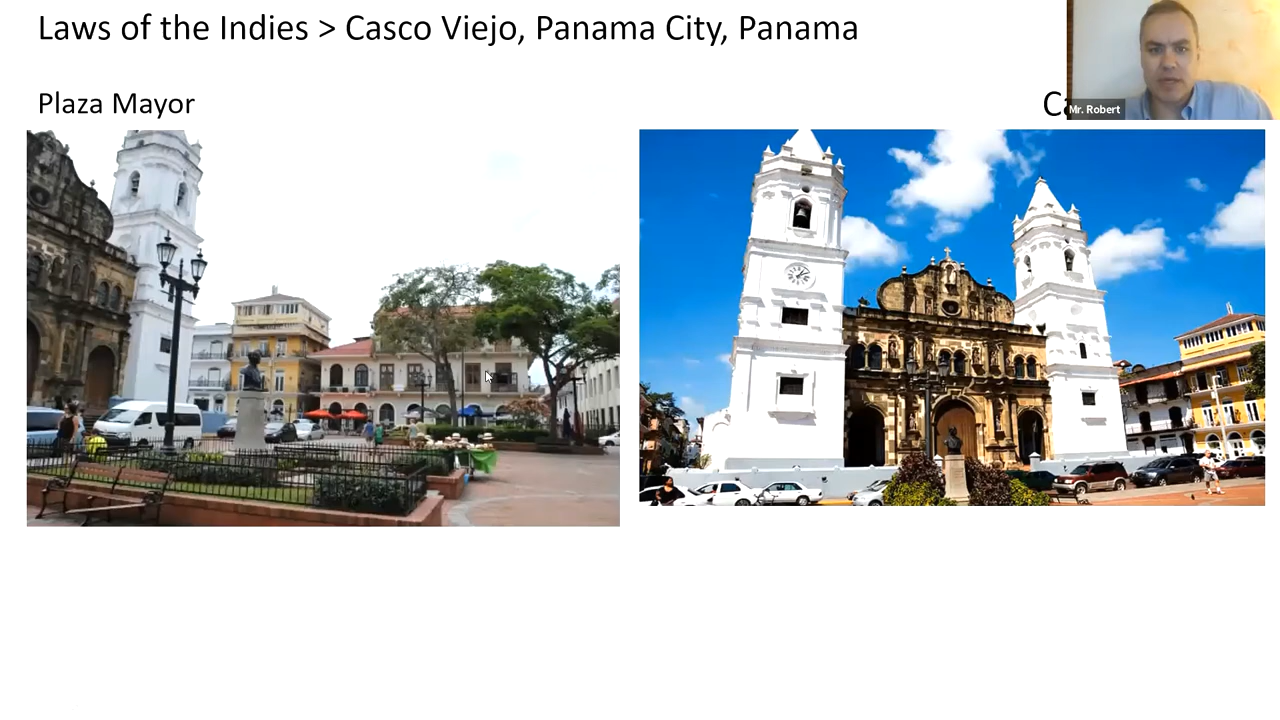 Laws of the Indies > Casco Viejo, Panama City, Panama
Plaza Mayor
Mr. Robert